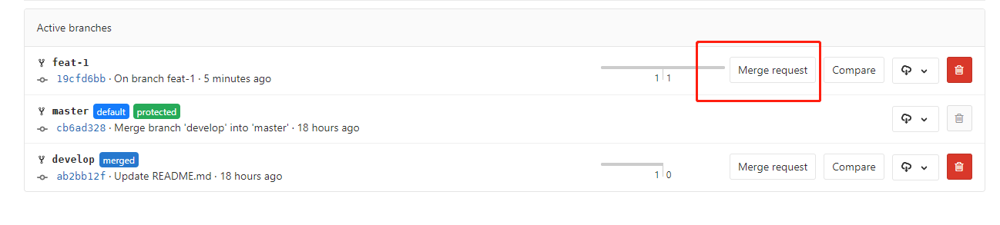 Active branches
feat-1
19cfd6bb · On branch feat-1 · 5 minutes ago
1 1
Merge request
Compare
master default protected
cb6ad328 · Merge branch 'develop' into 'master' · 18 hours ago
develop merged
ab2bb12f · Update README.md · 18 hours ago
1 0
Merge request
Compare